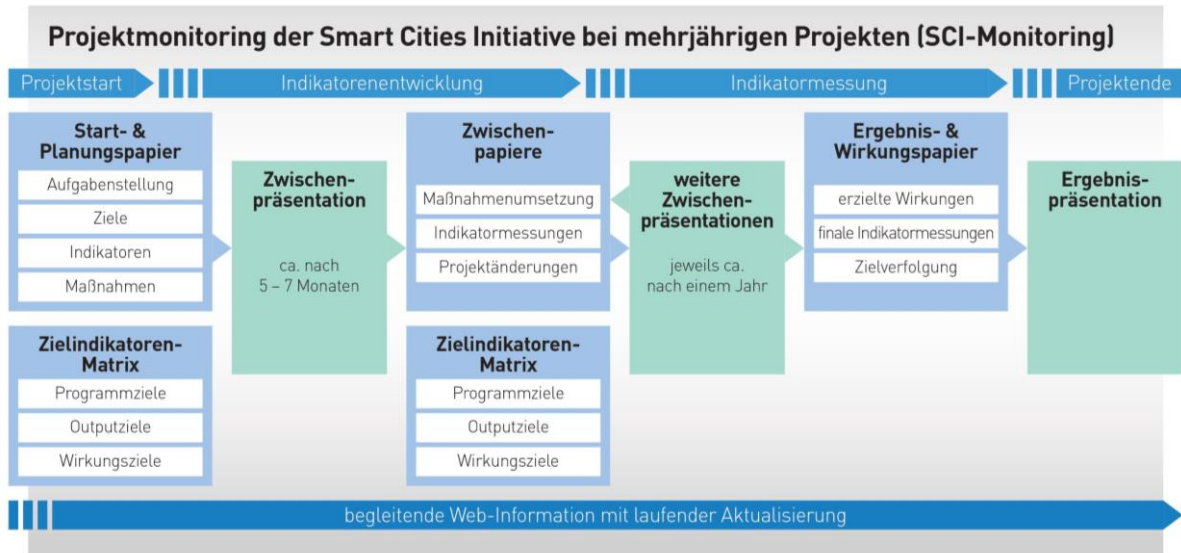 Projektmonitoring der Smart Cities Initiative bei mehrjährigen Projekten (SCI-Monitoring)
Projektstart
Indikatorenentwicklung
Indikatormessung
Projektende
Start- &
Planungspapier
Aufgabenstellung
Ziele
Indikatoren
Maßnahmen
Zielindikatoren-
Matrix
Programmziele
Outputziele
Wirkungsziele
Zwischen-
präsentation
ca. nach
5 – 7 Monaten
Zwischen-
papiere
Maßnahmenumsetzung
Indikatormessungen
Projektänderungen
Zielindikatoren-
Matrix
Programmziele
Outputziele
Wirkungsziele
weitere
Zwischen-
präsentationen
jeweils ca.
nach einem Jahr
Ergebnis- &
Wirkungspapier
erzielte Wirkungen
finale Indikatormessungen
Zielverfolgung
Ergebnis-
präsentation
begleitende Web-Information mit laufender Aktualisierung